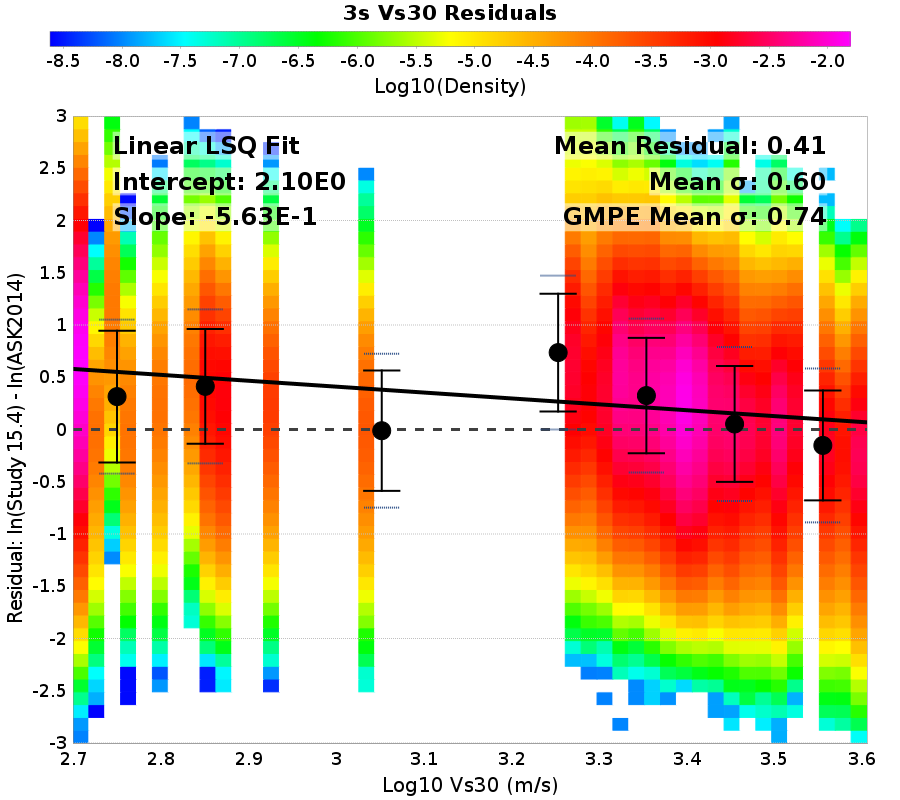 3s Vs30 Residuals
-8.5 -8.0 -7.5 -7.0 -6.5 -6.0 -5.5 -5.0 -4.5 -4.0 -3.5 -3.0 -2.5 -2.0
Log10(Density)
Linear LSQ Fit
Intercept: 2.10E0
Slope: -5.63E-1
Mean Residual: 0.41
Mean σ: 0.60
GMPE Mean σ: 0.74
Residual: ln(Study 15.4) - ln(ASK2014)
3
2.5
2
1.5
1
0.5
0
-0.5
-1
-1.5
-2
-2.5
-3
2.7 2.8 2.9 3 3.1 3.2 3.3 3.4 3.5 3.6
Log10 Vs30 (m/s)